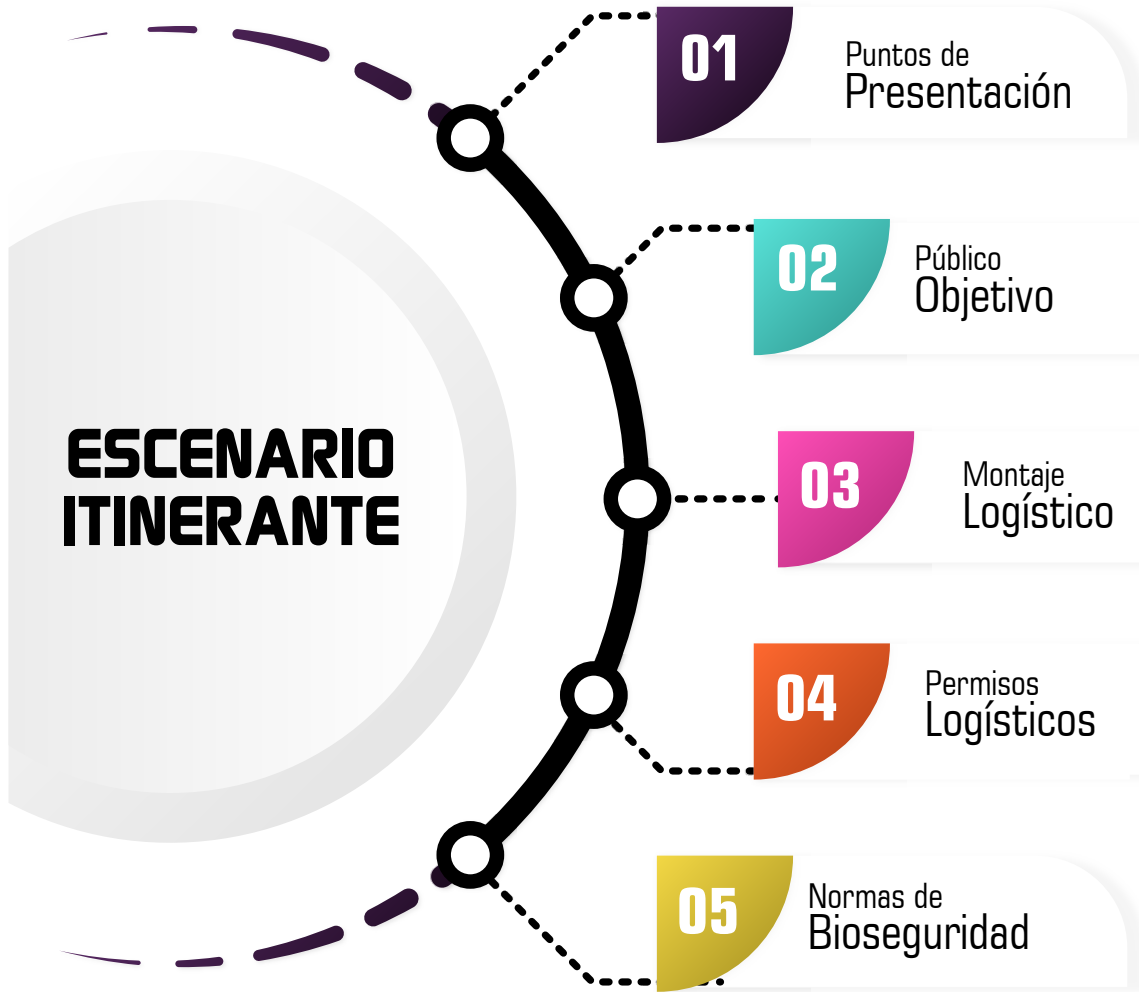 01
Puntos de
Presentación
02
Público
Objetivo
ESCENARIO
ITINERANTE
03
Montaje
Logístico
04
Permisos
Logísticos
05
Normas de
Bioseguridad